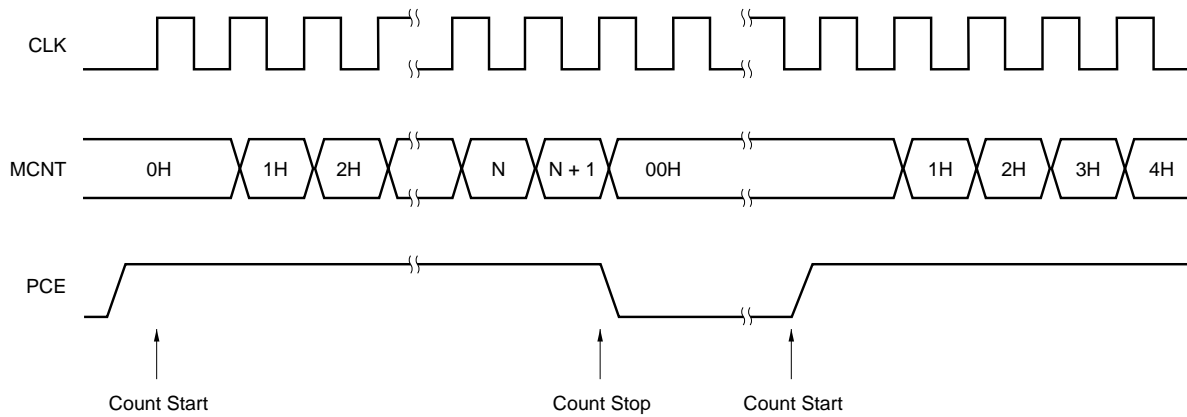 CLK
MCNT
0H
1H
2H
N
N + 1
00H
1H
2H
3H
4H
PCE
Count Start
Count Stop
Count Start